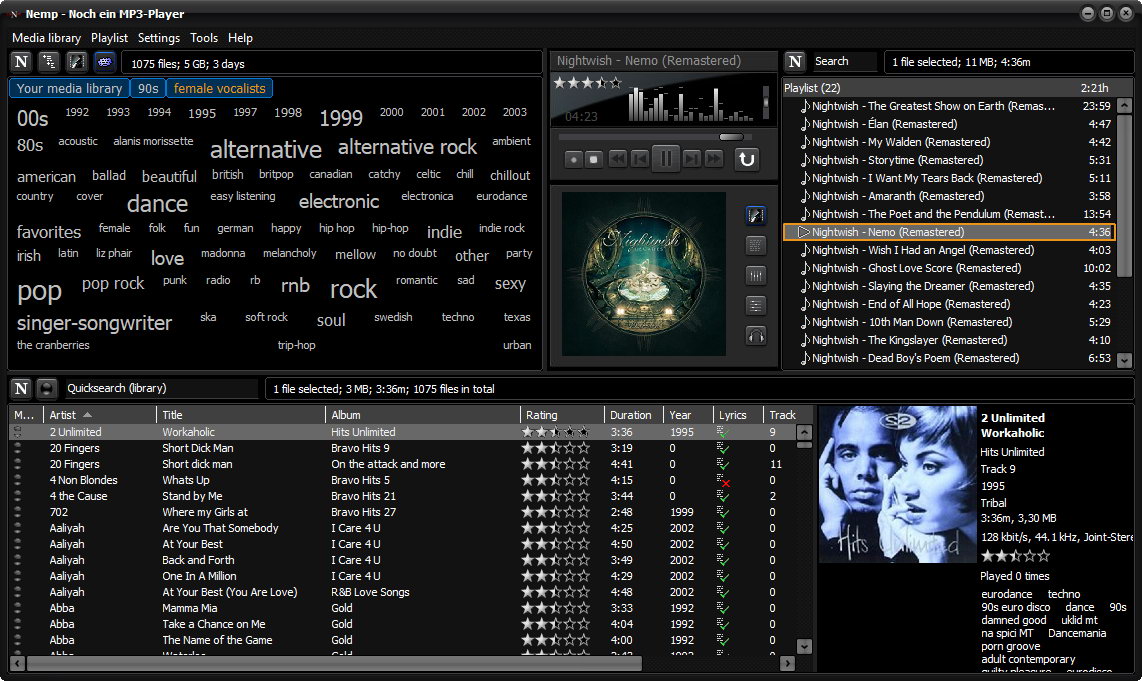 Nemp - Noch ein MP3-Player
Media library Playlist Settings Tools Help
N 1075 files; 5 GB; 3 days
Your media library 90s female vocalists
00s 1992 1993 1994 1995 1997 1998 1999 2000 2001 2002 2003
80s acoustic alanis morissette alternative alternative rock ambient
american ballad beautiful british britpop canadian catchy celtic chill chillout
country cover dance easy listening electronic electronica eurodance
favorites female folk fun german happy hip hop hip-hop indie indie rock
irish latin liz phair love madonna melancholy mellow no doubt other party
pop pop rock punk radio rb rnb rock romantic sad sexy
singer-songwriter ska soft rock soul swedish techno texas
the cranberries trip-hop urban
Nightwish - Nemo (Remastered)
04:23
Nightwish
N Search 1 file selected; 11 MB; 4:36m
Playlist (22) 2:21h
Nightwish - The Greatest Show on Earth (Remas... 23:59
Nightwish - Élan (Remastered) 4:47
Nightwish - My Walden (Remastered) 4:42
Nightwish - Storytime (Remastered) 5:31
Nightwish - I Want My Tears Back (Remastered) 5:11
Nightwish - Amaranth (Remastered) 3:58
Nightwish - The Poet and the Pendulum (Remast... 13:54
Nightwish - Nemo (Remastered) 4:36
Nightwish - Wish I Had an Angel (Remastered) 4:03
Nightwish - Ghost Love Score (Remastered) 10:02
Nightwish - Slaying the Dreamer (Remastered) 4:35
Nightwish - End of All Hope (Remastered) 4:23
Nightwish - 10th Man Down (Remastered) 5:29
Nightwish - The Kingslayer (Remastered) 4:10
Nightwish - Dead Boy's Poem (Remastered) 6:53
N Quicksearch (library) 1 file selected; 3 MB; 3:36m; 1075 files in total
M... Artist Title Album Rating Duration Year Lyrics Track
2 Unlimited Workaholic Hits Unlimited 3:36 1995 9
20 Fingers Short Dick Man Bravo Hits 9 3:19 0 0
20 Fingers Short dick man On the attack and more 4:41 0 11
4 Non Blondes Whats Up Bravo Hits 5 4:15 0 0
4 the Cause Stand by Me Bravo Hits 21 3:44 0 2
702 Where my Girls at Bravo Hits 27 2:48 1999 0
Aaliyah Are You That Somebody I Care 4 U 4:25 2002 0
Aaliyah At Your Best I Care 4 U 4:50 2002 0
Aaliyah Back and Forth I Care 4 U 3:49 2002 0
Aaliyah One In A Million I Care 4 U 4:29 2002 0
Aaliyah At Your Best (You Are Love) R&B Love Songs 4:48 2002 0
Abba Mamma Mia Gold 3:33 1992 0
Abba Take a Chance on Me Gold 4:04 1992 0
Abba The Name of the Game Gold 4:00 1992 0
Abba Gold
Hits Unlimited
2 Unlimited
Workaholic
Hits Unlimited
Track 9
1995
Tribal
3:36m, 3,30 MB
128 kbit/s, 44.1 kHz, Joint-Stere
Played 0 times
eurodance techno
90s euro disco dance 90s
damned good uklid mt
na spici MT Dancemania
porn groove
adult contemporary
guilty pleasure eurodisco